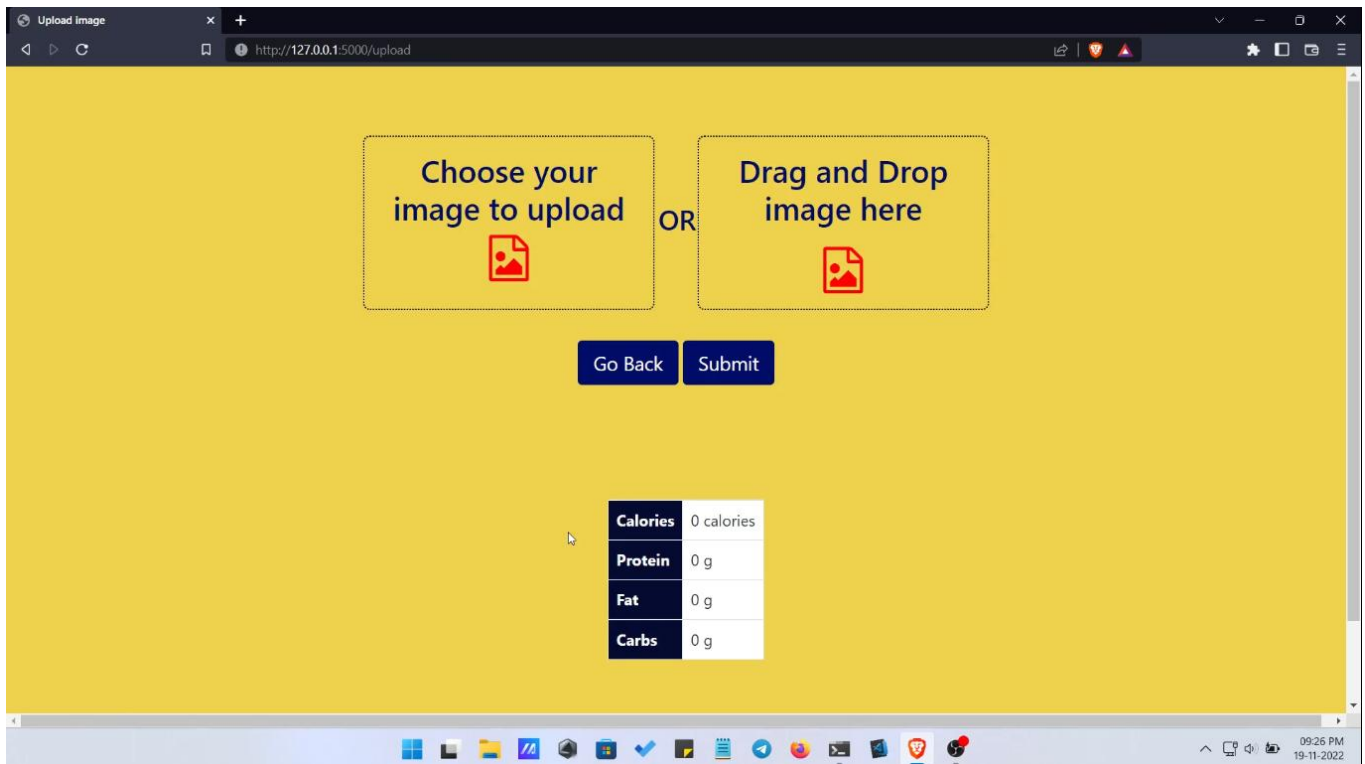 Upload image
http://127.0.0.1:5000/upload
Choose your
image to upload
OR
Drag and Drop
image here
Go Back
Submit
Calories 0 calories
Protein 0 g
Fat 0 g
Carbs 0 g
09:26 PM
19-11-2022